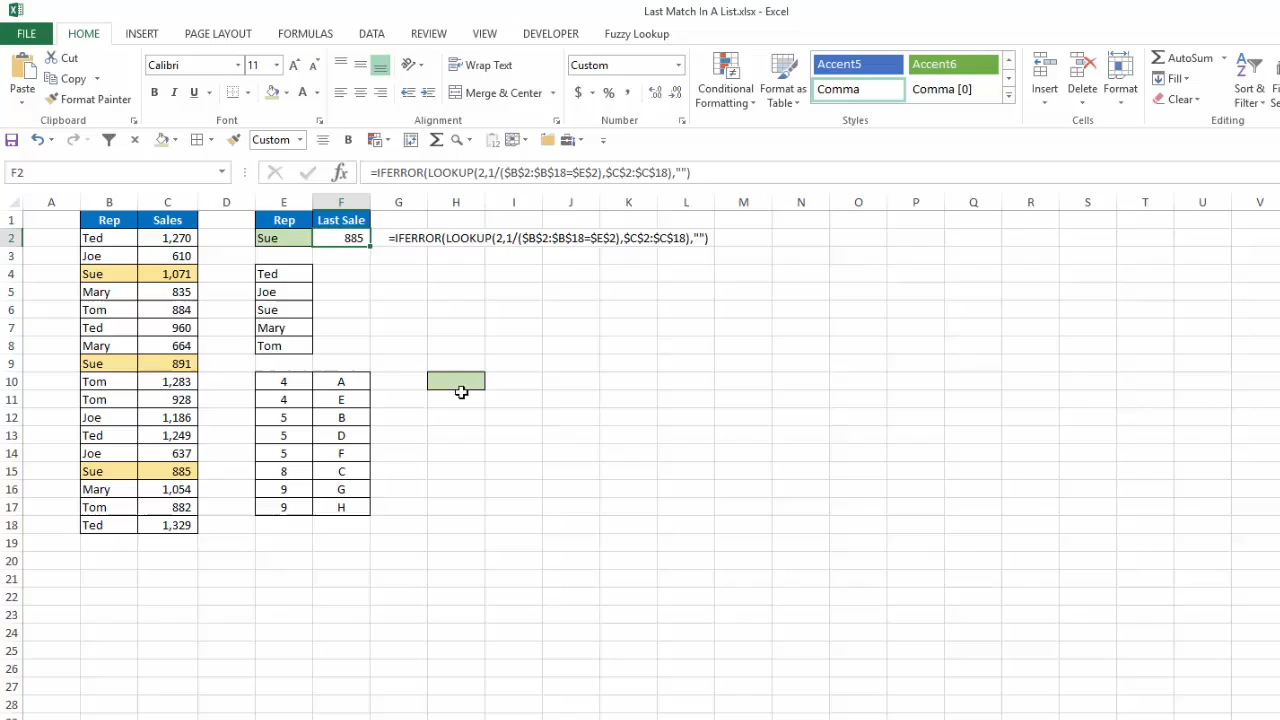 Last Match In A List.xlsx - Excel
FILE HOME INSERT PAGE LAYOUT FORMULAS DATA REVIEW VIEW DEVELOPER Fuzzy Lookup
Paste Cut Copy Format Painter Clipboard
Calibri 11 A A B I U A Font
Wrap Text Merge & Center Alignment
Custom $ % , Number
Conditional Formatting Format as Table Accent5 Accent6 Comma Comma [0] Styles
Insert Delete Format Cells
AutoSum Fill Clear Sort & Filter Editing
Custom B
F2 fx =IFERROR(LOOKUP(2,1/($B$2:$B$18=$E$2),$C$2:$C$18),"")
A B C D E F G H I J K L M N O P Q R S T U V
1 Rep Sales Rep Last Sale
2 Ted 1,270 Sue 885 =IFERROR(LOOKUP(2,1/($B$2:$B$18=$E$2),$C$2:$C$18),"")
3 Joe 610
4 Sue 1,071 Ted
5 Mary 835 Joe
6 Tom 884 Sue
7 Ted 960 Mary
8 Mary 664 Tom
9 Sue 891
10 Tom 1,283 4 A
11 Tom 928 4 E
12 Joe 1,186 5 B
13 Ted 1,249 5 D
14 Joe 637 5 F
15 Sue 885 8 C
16 Mary 1,054 9 G
17 Tom 882 9 H
18 Ted 1,329
19
20
21
22
23
24
25
26
27
28